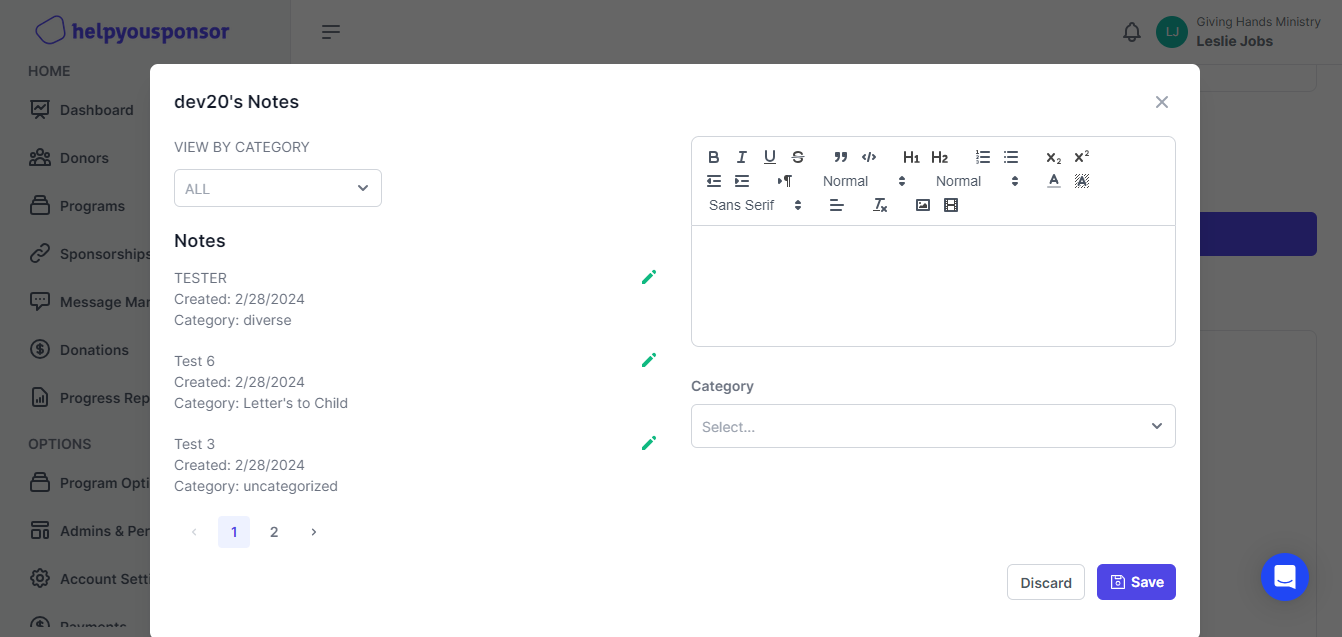 helpyousponsor
Giving Hands Ministry
LJ
Leslie Jobs
HOME
Dashboard
Donors
Programs
Sponsorships
Message Mar
Donations
Progress Rep
OPTIONS
Program Opti
Admins & Per
Account Setti
Payments
dev20's Notes
VIEW BY CATEGORY
ALL
Notes
TESTER
Created: 2/28/2024
Category: diverse
Test 6
Created: 2/28/2024
Category: Letter's to Child
Test 3
Created: 2/28/2024
Category: uncategorized
1 2
B I U S H1 H2 X2 X2
Normal Normal A A
Sans Serif Tx
Category
Select...
Discard
Save